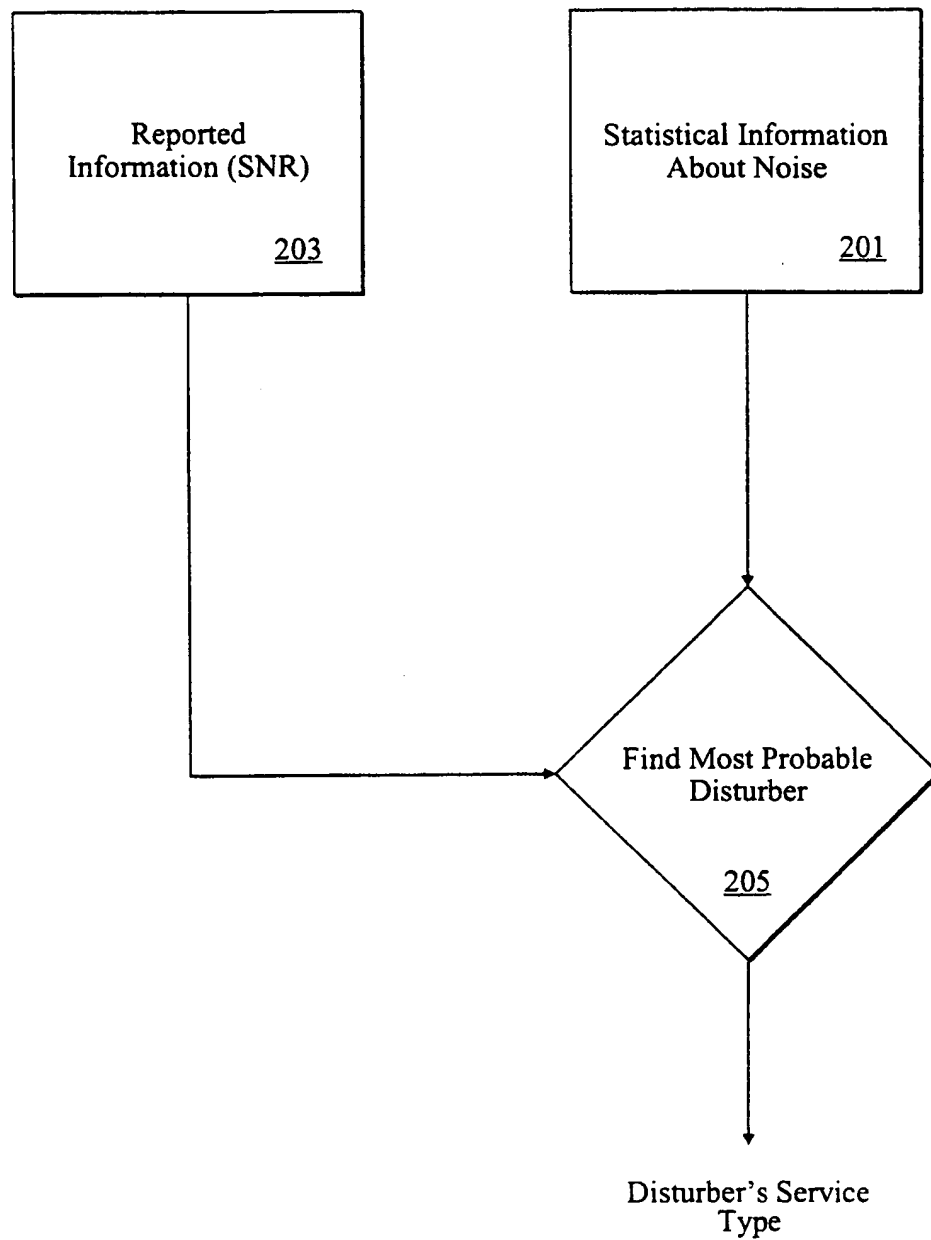 Reported
Information (SNR)
203
Statistical Information
About Noise
201
Find Most Probable
Disturber
205
Disturber's Service
Type